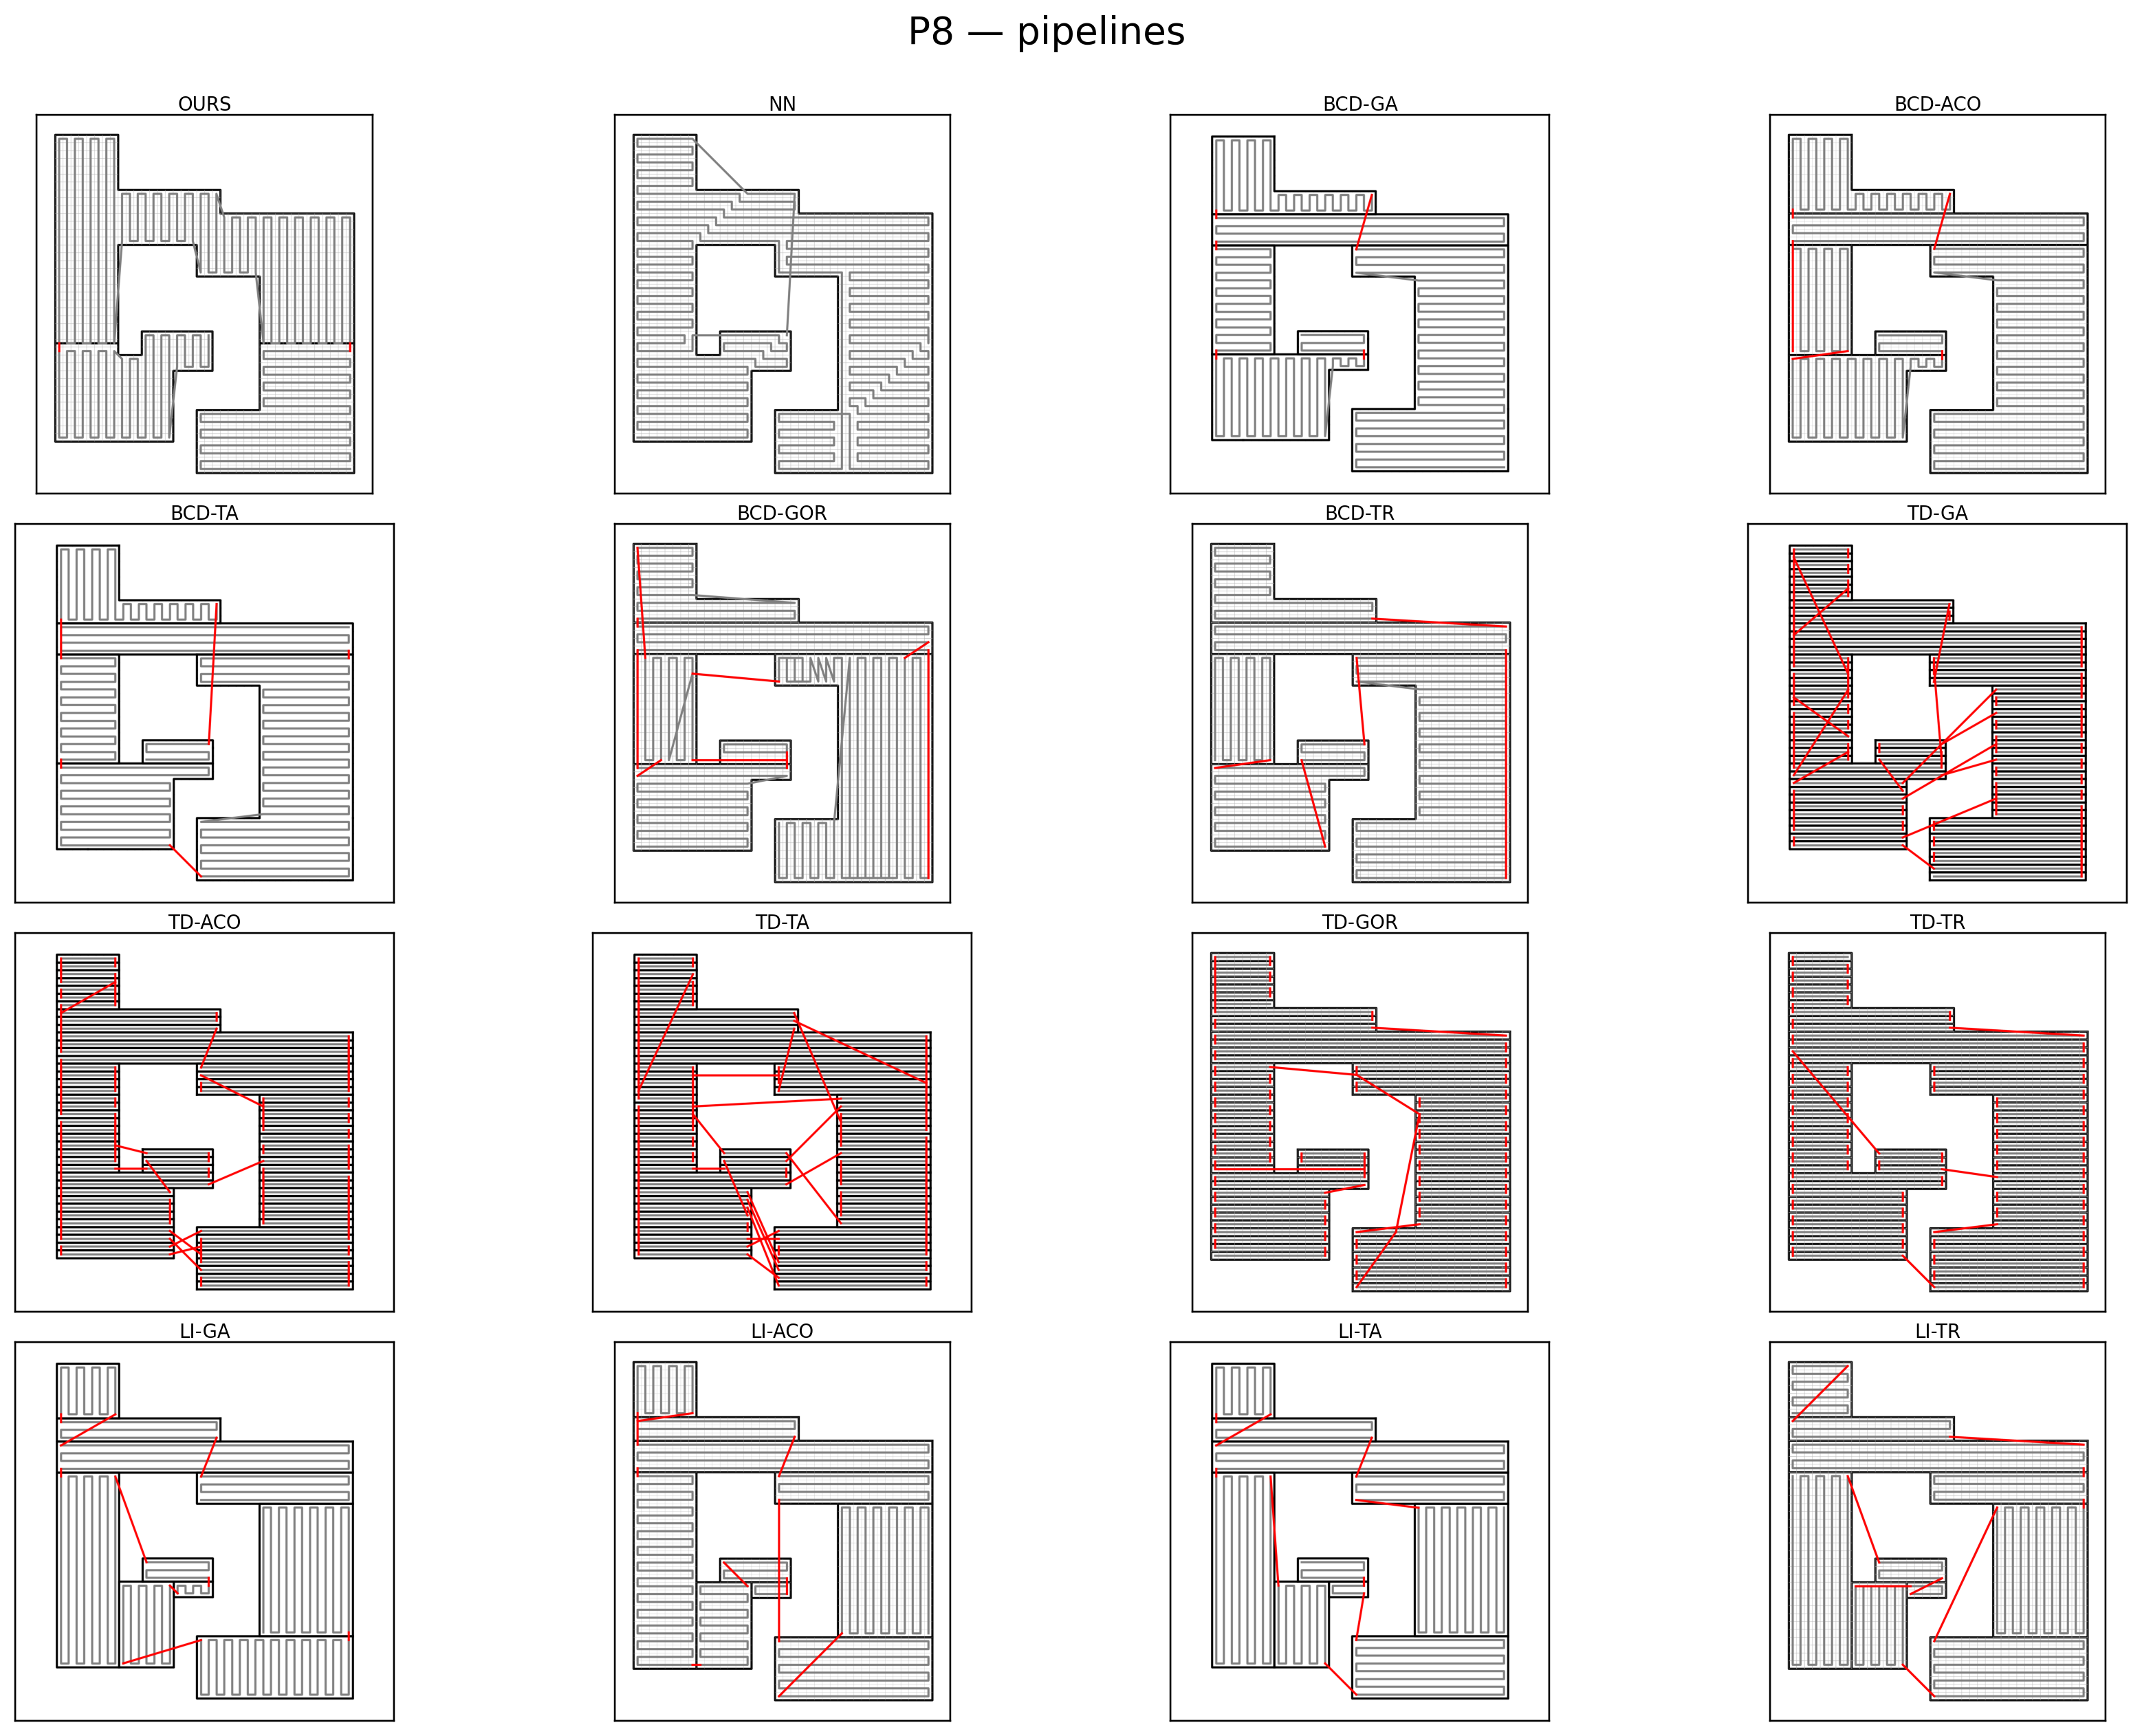 P8 — pipelines
OURS
NN
BCD-GA
BCD-ACO
BCD-TA
BCD-GOR
BCD-TR
TD-GA
TD-ACO
TD-TA
TD-GOR
TD-TR
LI-GA
LI-ACO
LI-TA
LI-TR